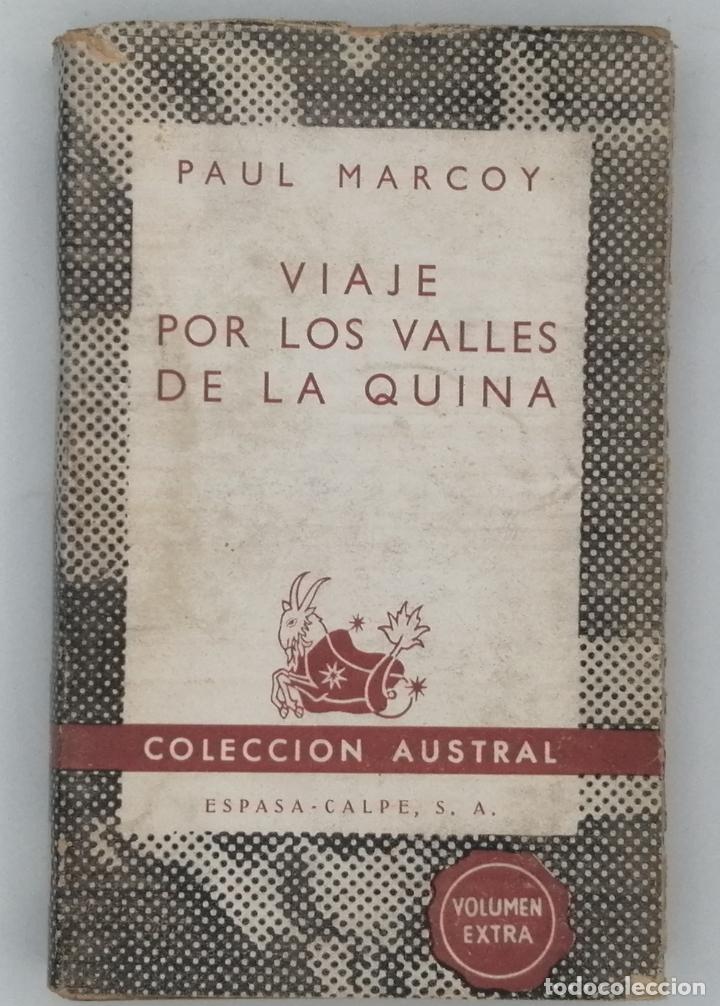 PAUL MARCOY
VIAJE
POR LOS VALLES
DE LA QUINA
COLECCION AUSTRAL
ESPASA-CALPE, S. A.
VOLUMEN
EXTRA
todocoleccion